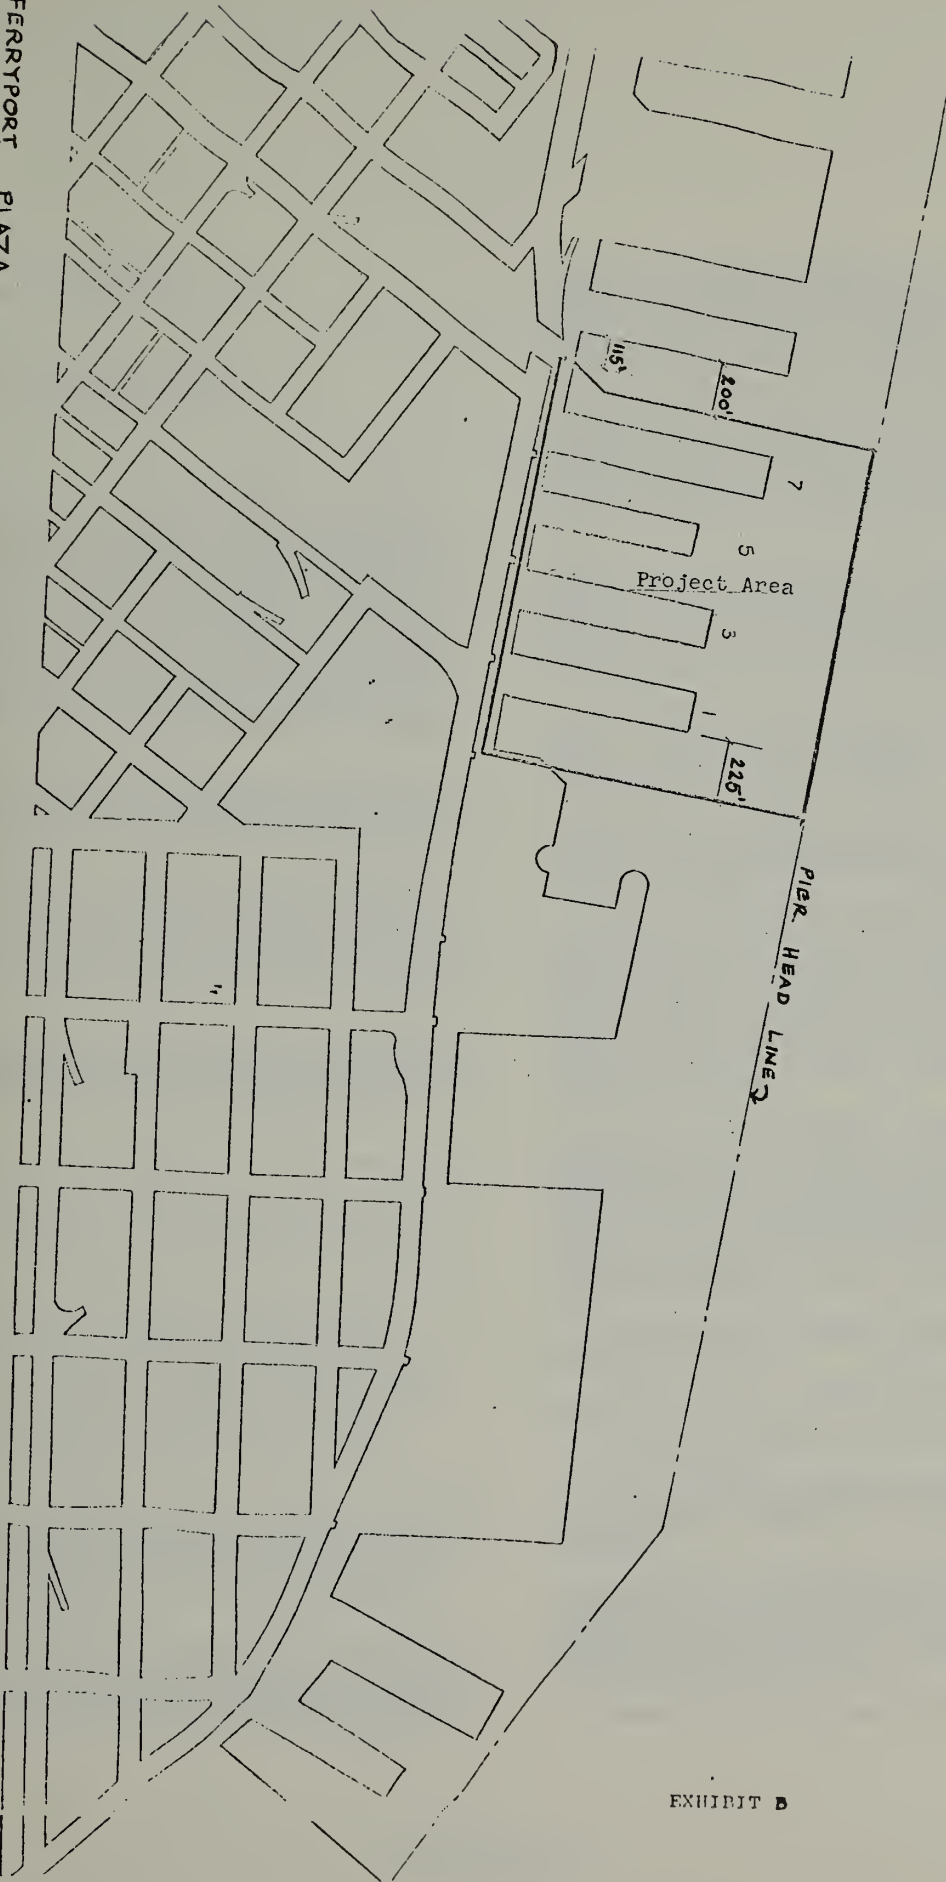 FERRYPORT PLAZA
115'
200'
7
5
Project Area
3
1
225'
PIER HEAD LINE
EXHIBIT B